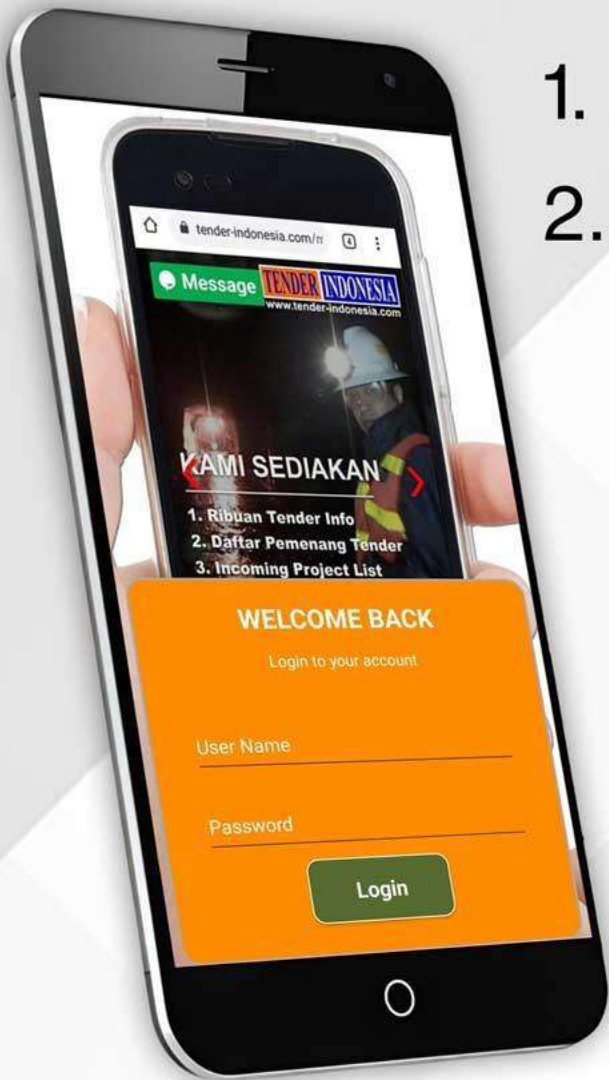 1.
2.
tender-indonesia.com/m
4
Message
TENDER INDONESIA
www.tender-indonesia.com
KAMI SEDIAKAN
1. Ribuan Tender Info
2. Daftar Pemenang Tender
3. Incoming Project List
WELCOME BACK
Login to your account
User Name
Password
Login